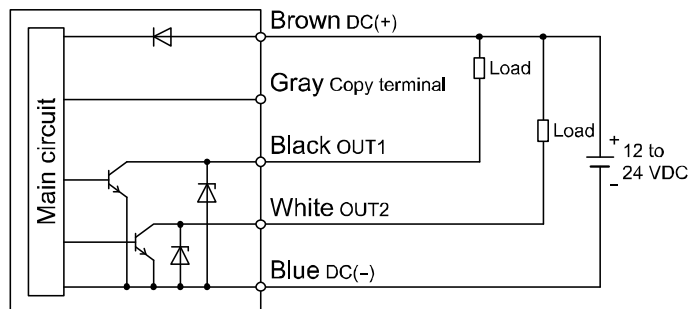 Brown DC(+)
Load
Gray Copy terminal
Main circuit
Black OUT1
Load
+
12 to
24 VDC
-
White OUT2
Blue DC(−)